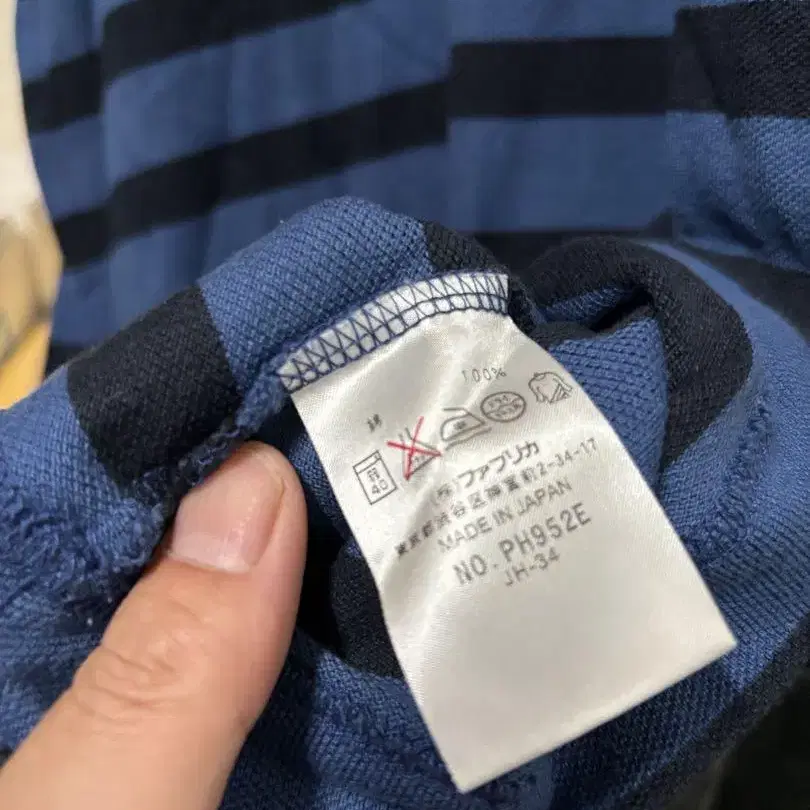 綿 100%
弱 40
(株)ファブリカ
東京都渋谷区神宮前2-34-17
MADE IN JAPAN
NO. PH952E
JH-34